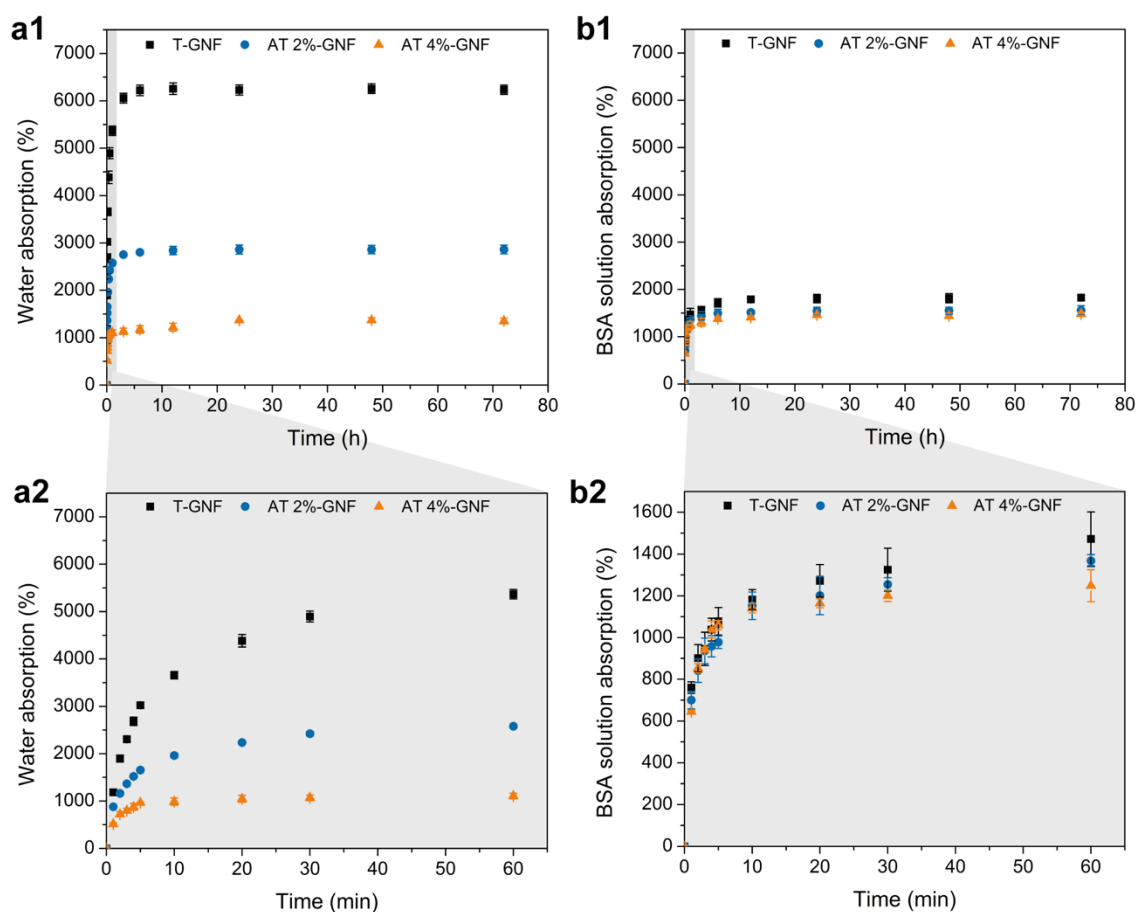 a1
T-GNF AT 2%-GNF AT 4%-GNF
Water absorption (%)
7000
6000
5000
4000
3000
2000
1000
0
0 10 20 30 40 50 60 70 80
Time (h)
b1
T-GNF AT 2%-GNF AT 4%-GNF
BSA solution absorption (%)
7000
6000
5000
4000
3000
2000
1000
0
0 10 20 30 40 50 60 70 80
Time (h)
a2
T-GNF AT 2%-GNF AT 4%-GNF
Water absorption (%)
7000
6000
5000
4000
3000
2000
1000
0
0 10 20 30 40 50 60
Time (min)
b2
T-GNF AT 2%-GNF AT 4%-GNF
BSA solution absorption (%)
1600
1400
1200
1000
800
600
400
200
0
0 10 20 30 40 50 60
Time (min)